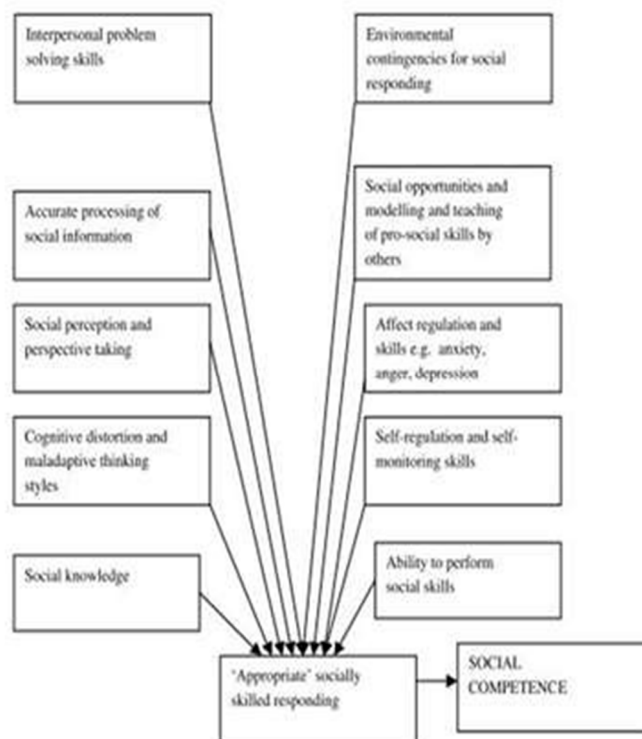 Interpersonal problem
solving skills
Environmental
contingencies for social
responding
Accurate processing of
social information
Social opportunities and
modelling and teaching
of pro-social skills by
others
Social perception and
perspective taking
Affect regulation and
skills e.g. anxiety,
anger, depression
Cognitive distortion and
maladaptive thinking
styles
Self-regulation and self-
monitoring skills
Social knowledge
Ability to perform
social skills
'Appropriate' socially
skilled responding
SOCIAL
COMPETENCE